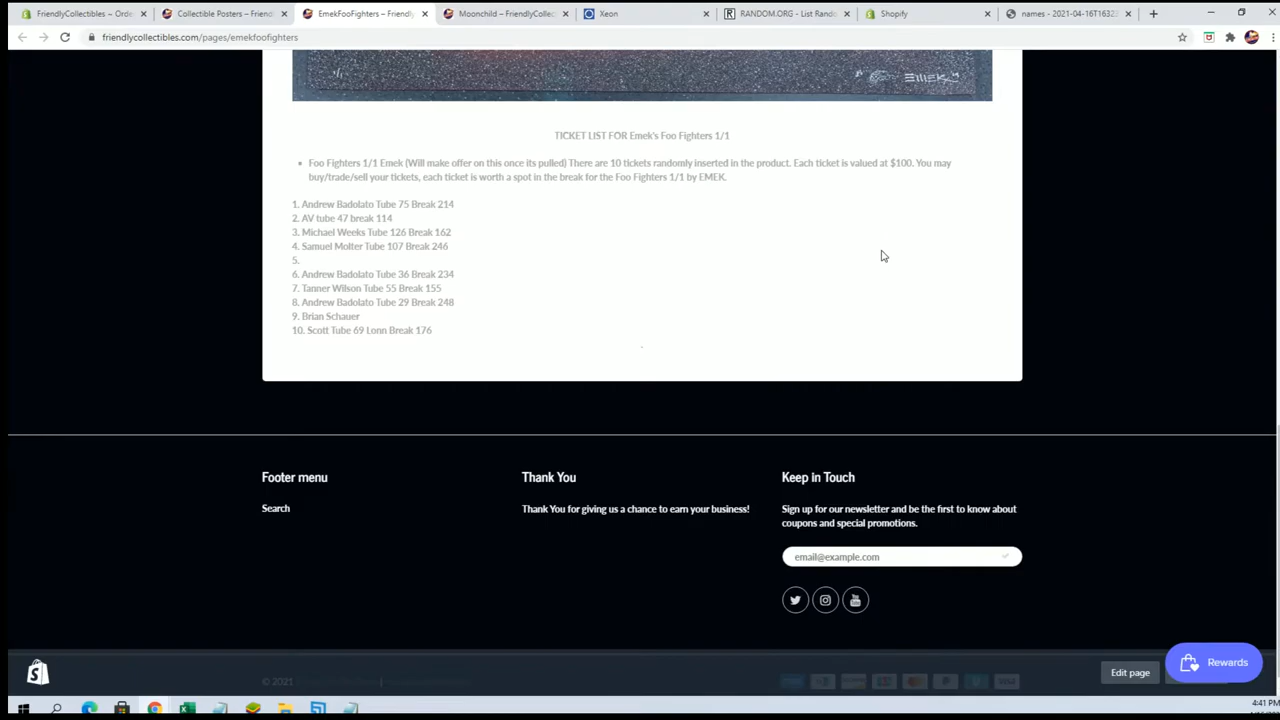 FriendlyCollectibles ~ Orde
Collectible Posters – Friendl
EmekFooFighters – Friendly
Moonchild – FriendlyCollec
Xeon
RANDOM.ORG - List Rando
Shopify
names - 2021-04-16T1632
friendlycollectibles.com/pages/emekfoofighters
EMEK
TICKET LIST FOR Emek's Foo Fighters 1/1
• Foo Fighters 1/1 Emek (Will make offer on this once its pulled) There are 10 tickets randomly inserted in the product. Each ticket is valued at $100. You may
buy/trade/sell your tickets, each ticket is worth a spot in the break for the Foo Fighters 1/1 by EMEK.
1. Andrew Badolato Tube 75 Break 214
2. AV tube 47 break 114
3. Michael Weeks Tube 126 Break 162
4. Samuel Molter Tube 107 Break 246
5.
6. Andrew Badolato Tube 36 Break 234
7. Tanner Wilson Tube 55 Break 155
8. Andrew Badolato Tube 29 Break 248
9. Brian Schauer
10. Scott Tube 69 Lonn Break 176
Footer menu
Thank You
Keep in Touch
Search
Thank You for giving us a chance to earn your business!
Sign up for our newsletter and be the first to know about
coupons and special promotions.
email@example.com
Rewards
Edit page
© 2021
4:41 PM